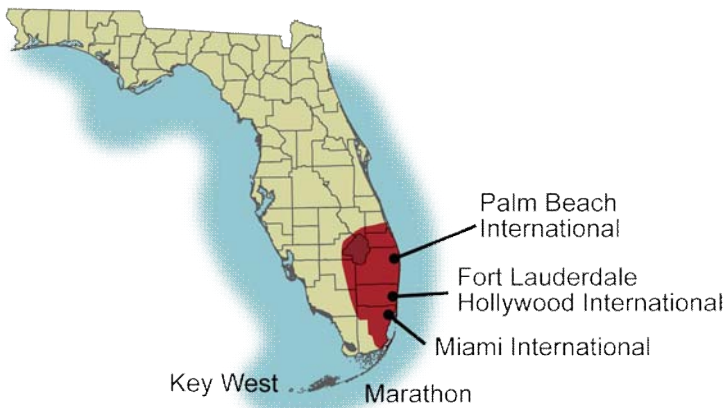 Palm Beach
International
Fort Lauderdale
Hollywood International
Miami International
Key West
Marathon